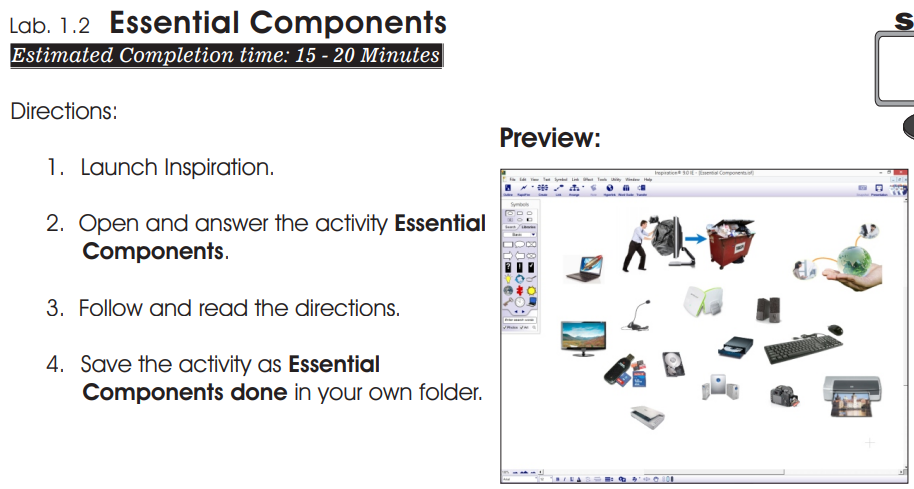 Lab. 1.2 Essential Components
Estimated Completion time: 15 - 20 Minutes
Directions:
Preview:
1. Launch Inspiration.
2. Open and answer the activity Essential
Components.
3. Follow and read the directions.
4. Save the activity as Essential
Components done in your own folder.
Inspiration® 9.0 IE - [Essential Components.isf]
File Edit View Text Symbol Link Effect Tools Utility Window Help
Symbols
Search Libraries
Basic